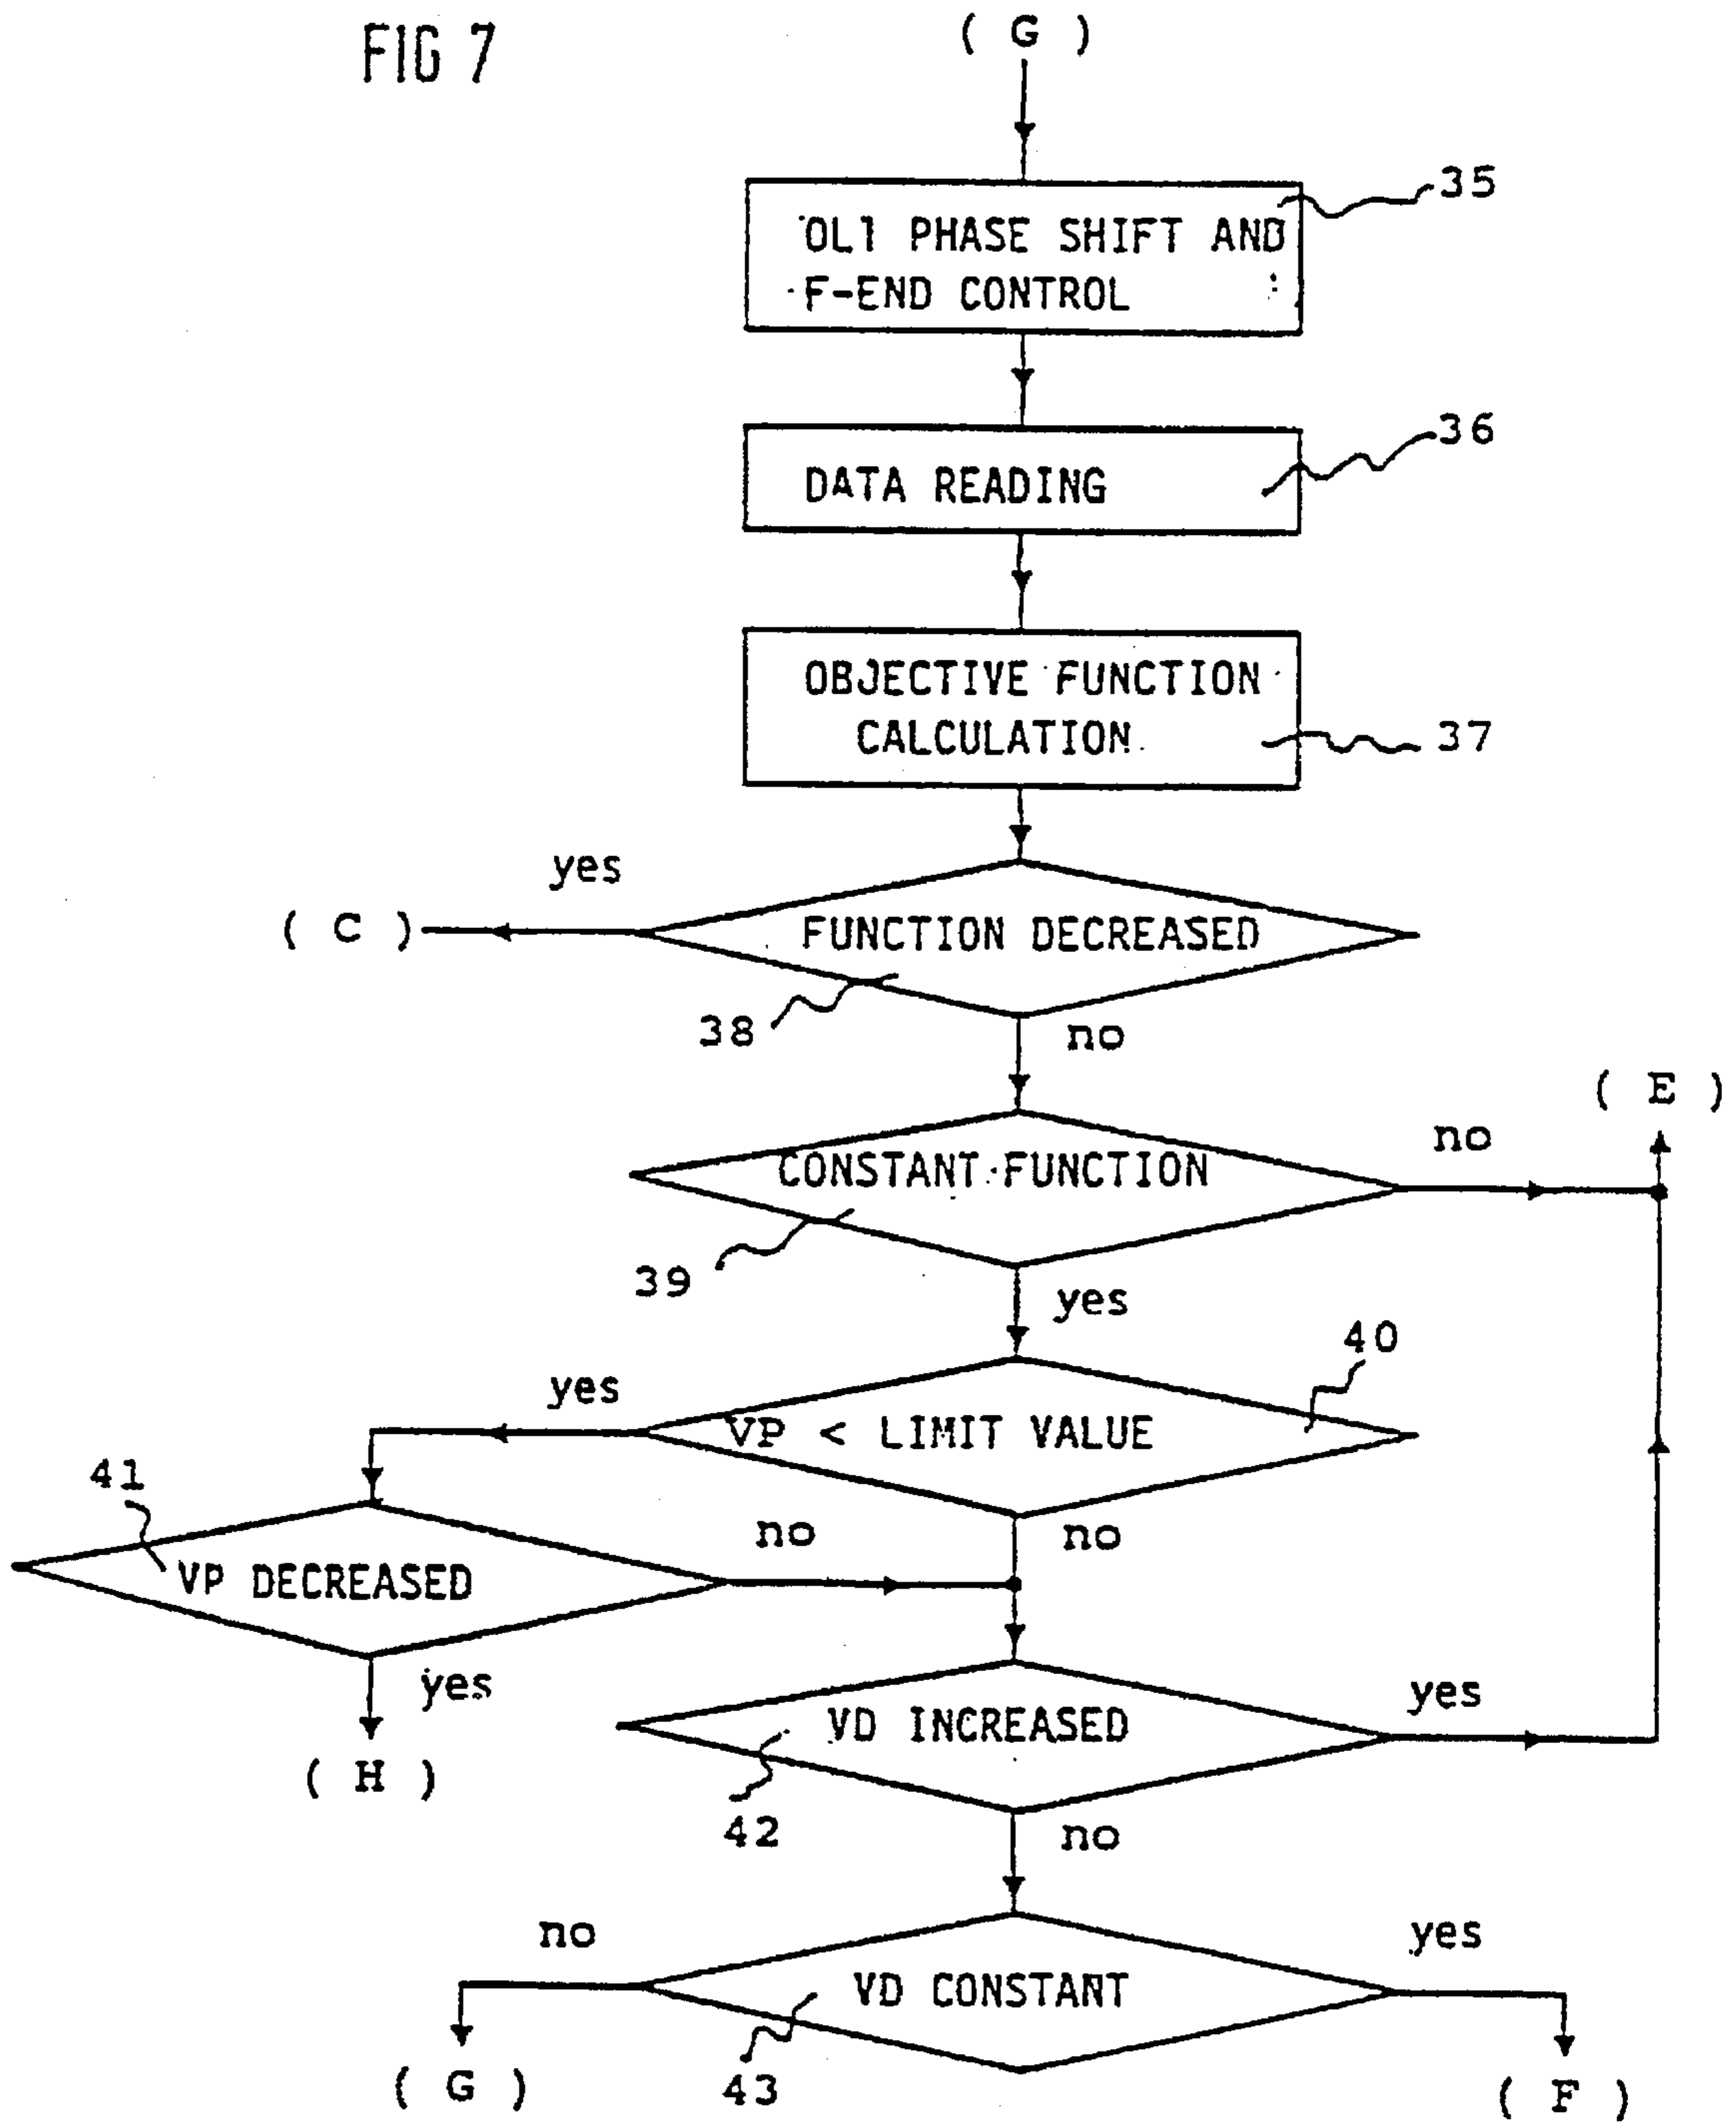 FIG 7
( G )
35
OL1 PHASE SHIFT AND
F-END CONTROL
36
DATA READING
OBJECTIVE FUNCTION
CALCULATION
37
yes
( C )
FUNCTION DECREASED
38
no
( E )
no
CONSTANT FUNCTION
39
yes
40
yes
VP < LIMIT VALUE
41
no
no
VP DECREASED
yes
yes
VD INCREASED
( H )
42
no
no
yes
VD CONSTANT
( G )
43
( F )